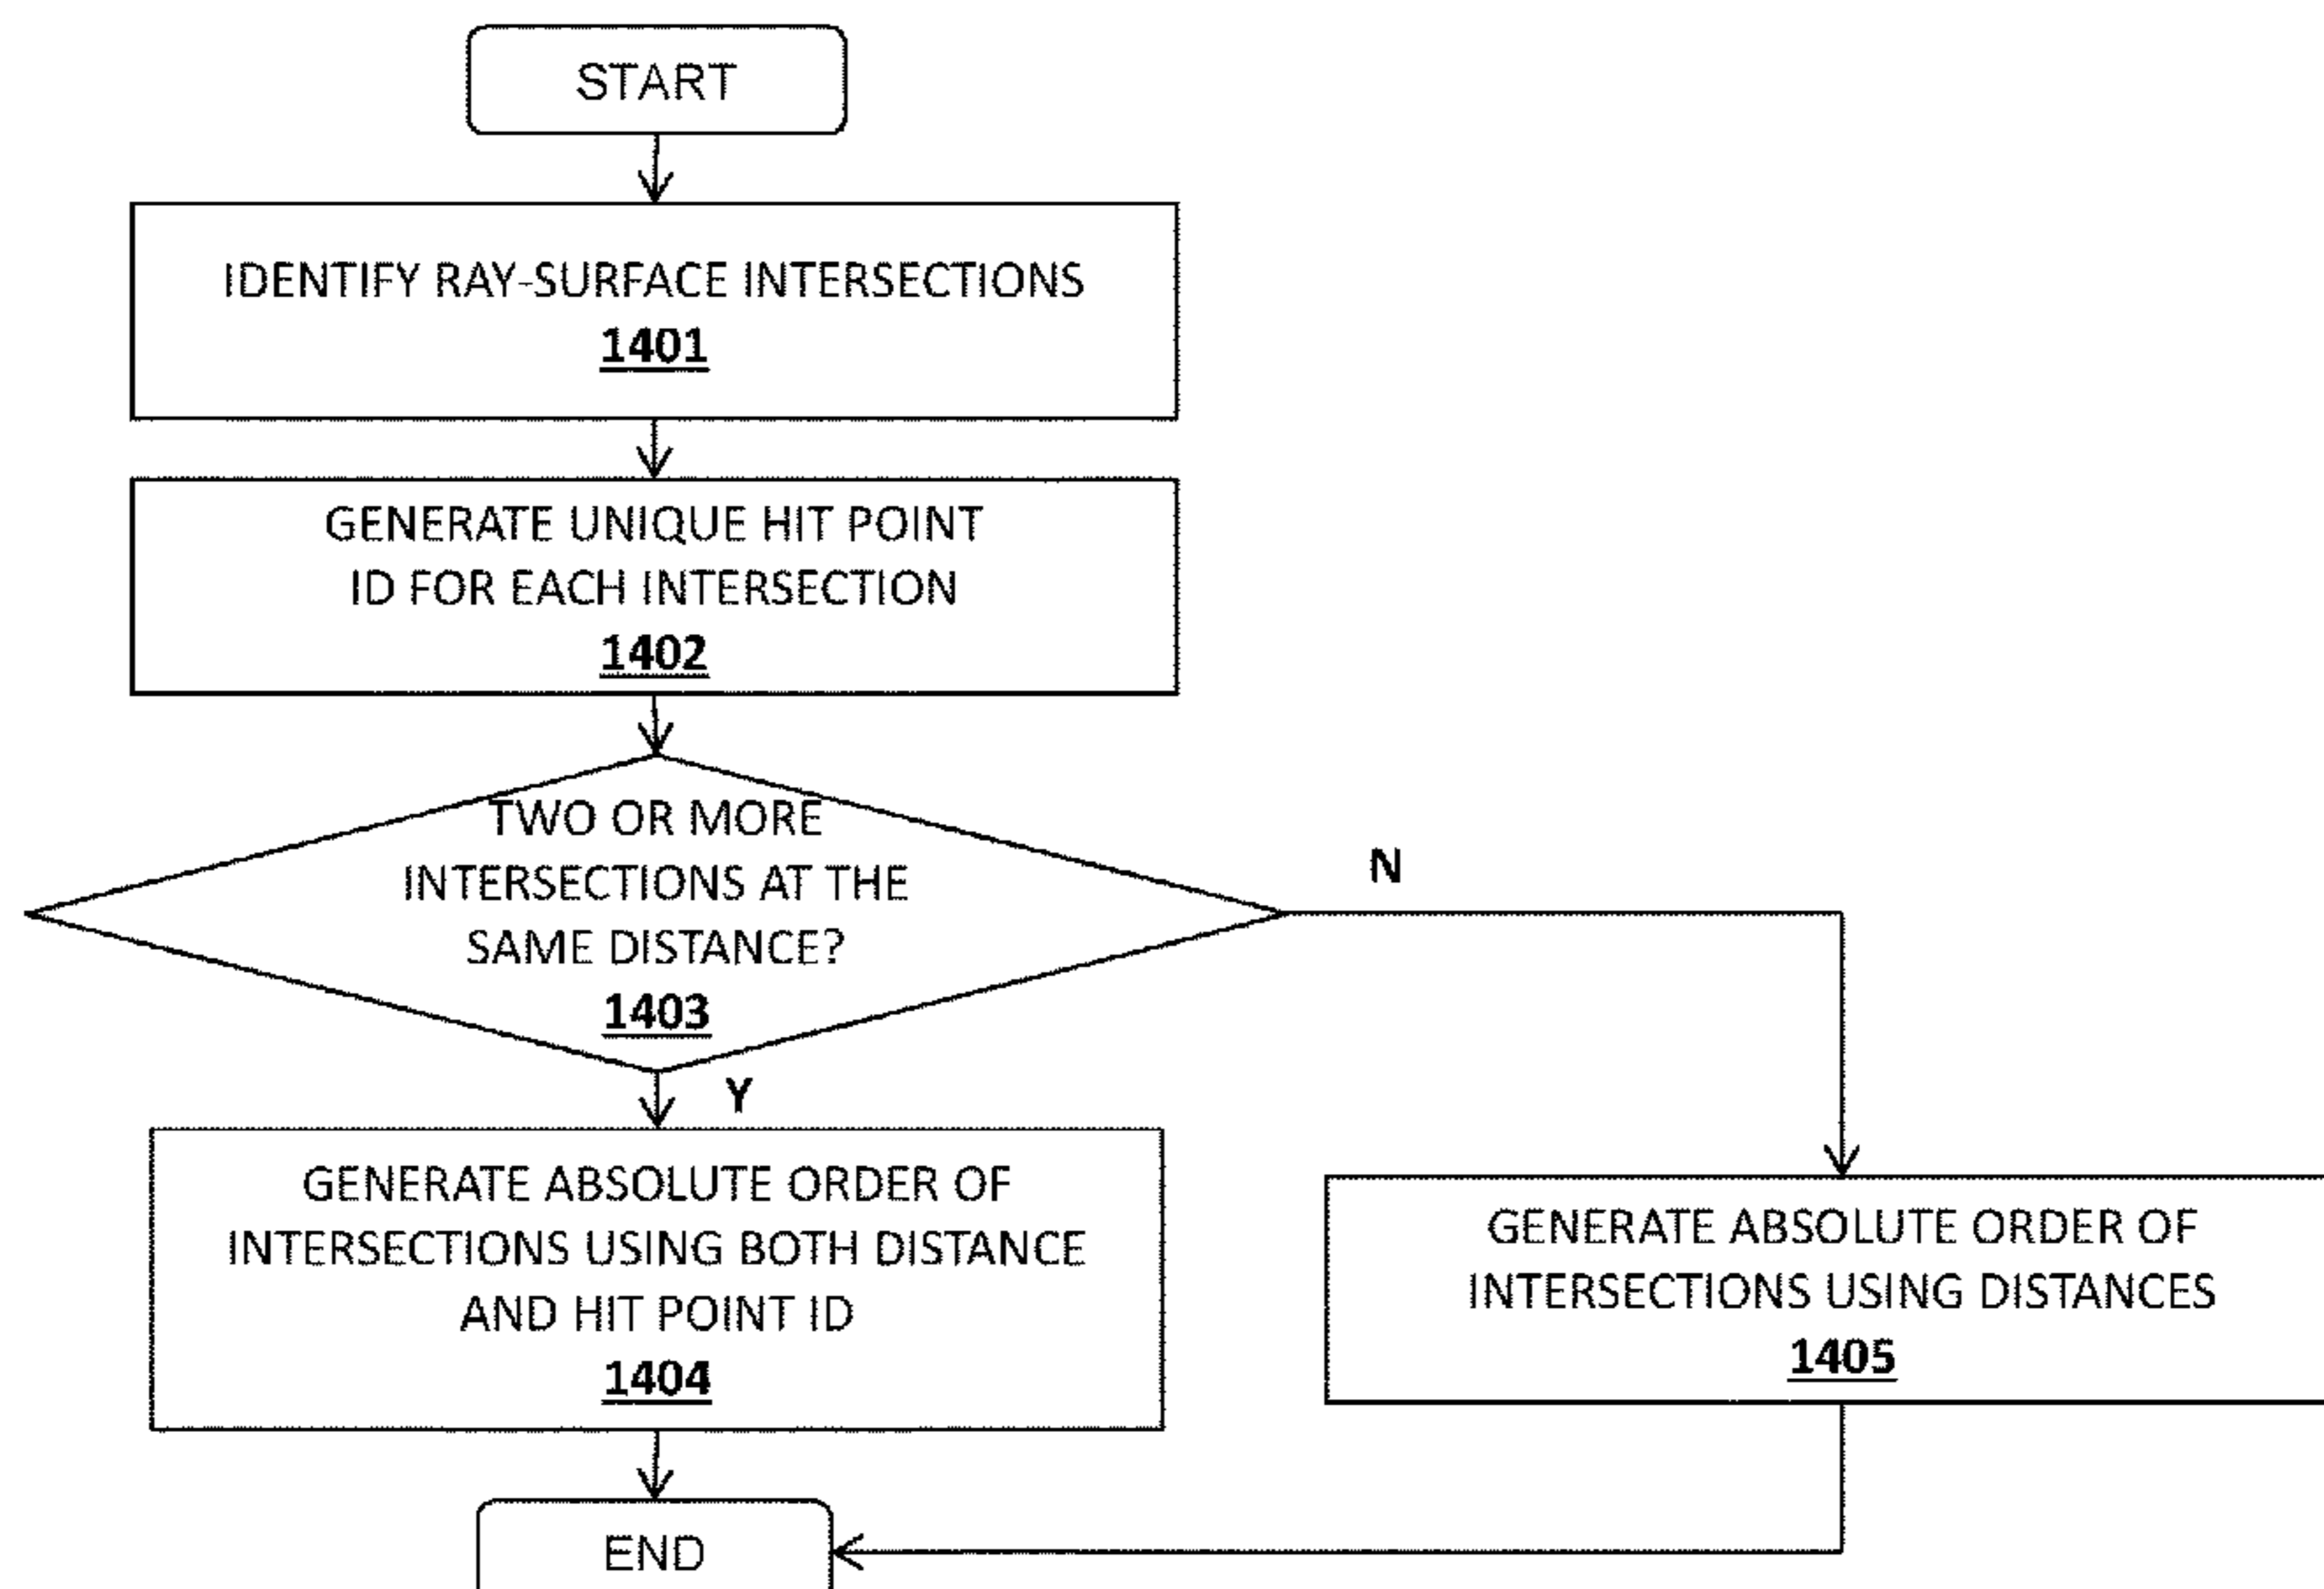 START
IDENTIFY RAY-SURFACE INTERSECTIONS
1401
GENERATE UNIQUE HIT POINT
ID FOR EACH INTERSECTION
1402
TWO OR MORE
INTERSECTIONS AT THE
SAME DISTANCE?
1403
N
Y
GENERATE ABSOLUTE ORDER OF
INTERSECTIONS USING BOTH DISTANCE
AND HIT POINT ID
1404
GENERATE ABSOLUTE ORDER OF
INTERSECTIONS USING DISTANCES
1405
END